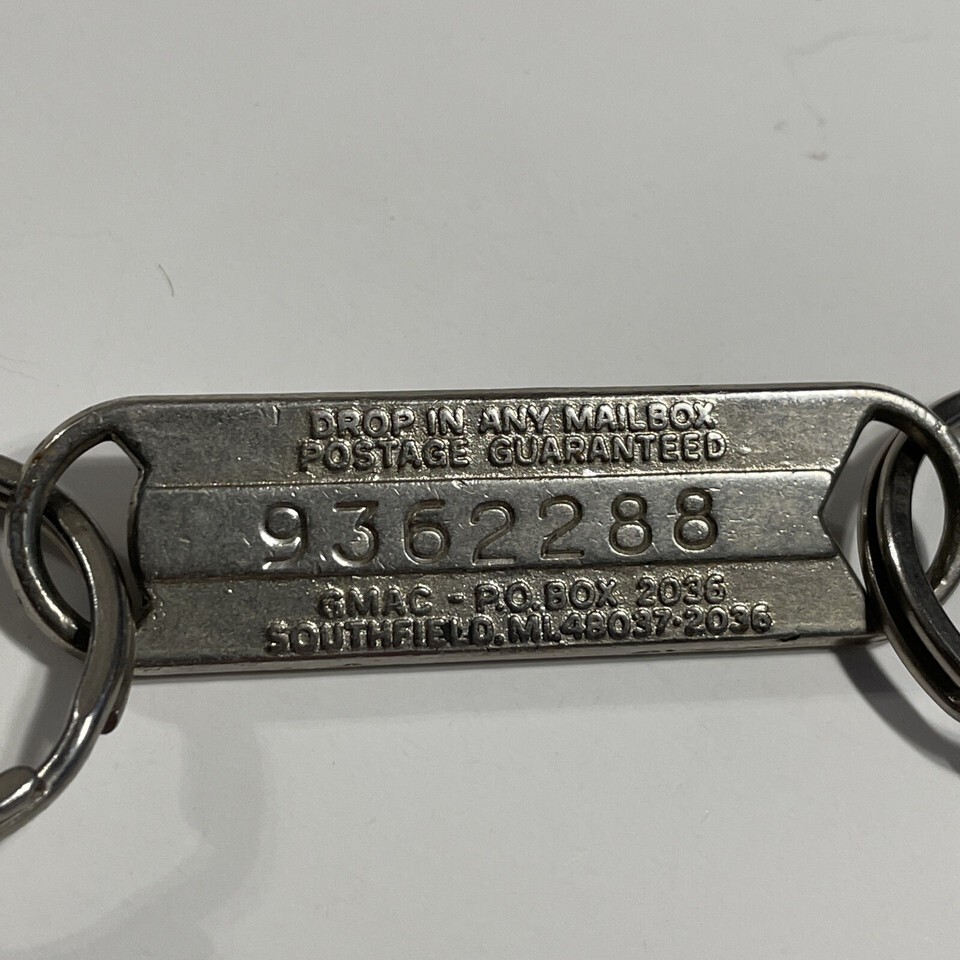 DROP IN ANY MAILBOX
POSTAGE GUARANTEED
9362288
GMAC - P.O. BOX 2036
SOUTHFIELD, MI. 48037-2036